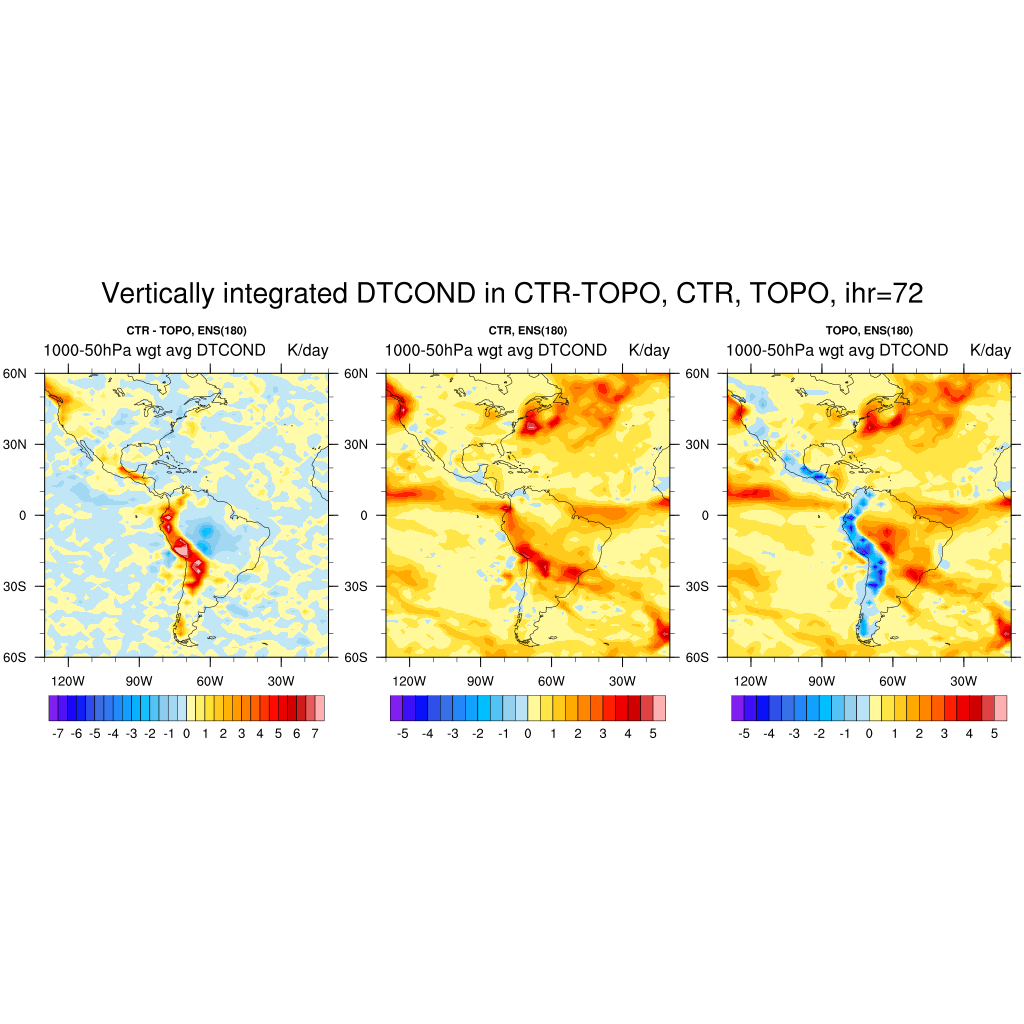 Vertically integrated DTCOND in CTR-TOPO, CTR, TOPO, ihr=72
CTR - TOPO, ENS(180)
1000-50hPa wgt avg DTCOND K/day
60N
30N
0
30S
60S
120W 90W 60W 30W
-7 -6 -5 -4 -3 -2 -1 0 1 2 3 4 5 6 7
CTR, ENS(180)
1000-50hPa wgt avg DTCOND K/day
60N
30N
0
30S
60S
120W 90W 60W 30W
-5 -4 -3 -2 -1 0 1 2 3 4 5
TOPO, ENS(180)
1000-50hPa wgt avg DTCOND K/day
60N
30N
0
30S
60S
120W 90W 60W 30W
-5 -4 -3 -2 -1 0 1 2 3 4 5